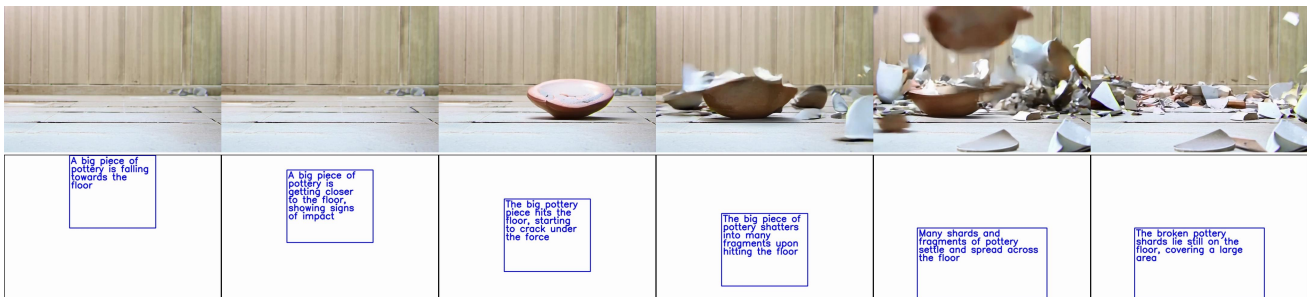 A big piece of
pottery is falling
towards the
floor
A big piece of
pottery is
getting closer
to the floor,
showing signs
of impact
The big pottery
piece hits the
floor, starting
to crack under
the force
The big piece of
pottery shatters
into many
fragments upon
hitting the floor
Many shards and
fragments of pottery
settle and spread across
the floor
The broken pottery
shards lie still on the
floor, covering a large
area